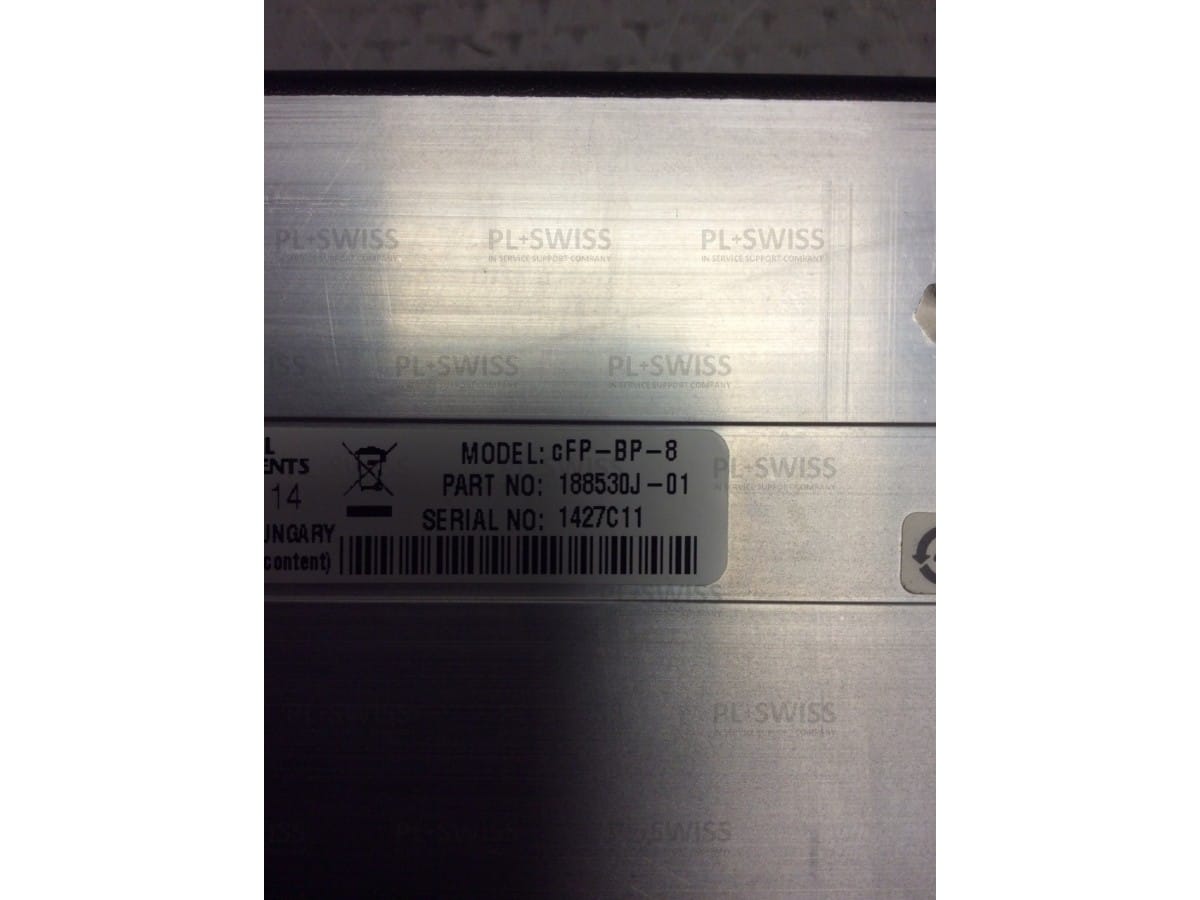 PL+SWISS PL+SWISS PL+SWISS
IN SERVICE SUPPORT COMPANY IN SERVICE SUPPORT COMPANY IN SERVICE SUPPORT COMPANY
PL+SWISS PL+SWISS
IN SERVICE SUPPORT COMPANY IN SERVICE SUPPORT COMPANY
L
ENTS
14
UNGARY
content)
MODEL: cFP-BP-8
PART NO: 188530J-01
SERIAL NO: 1427C11
PL+SWISS
IN SERVICE SUPPORT COMPANY
PL+SWISS
IN SERVICE SUPPORT COMPANY
PL+SWISS